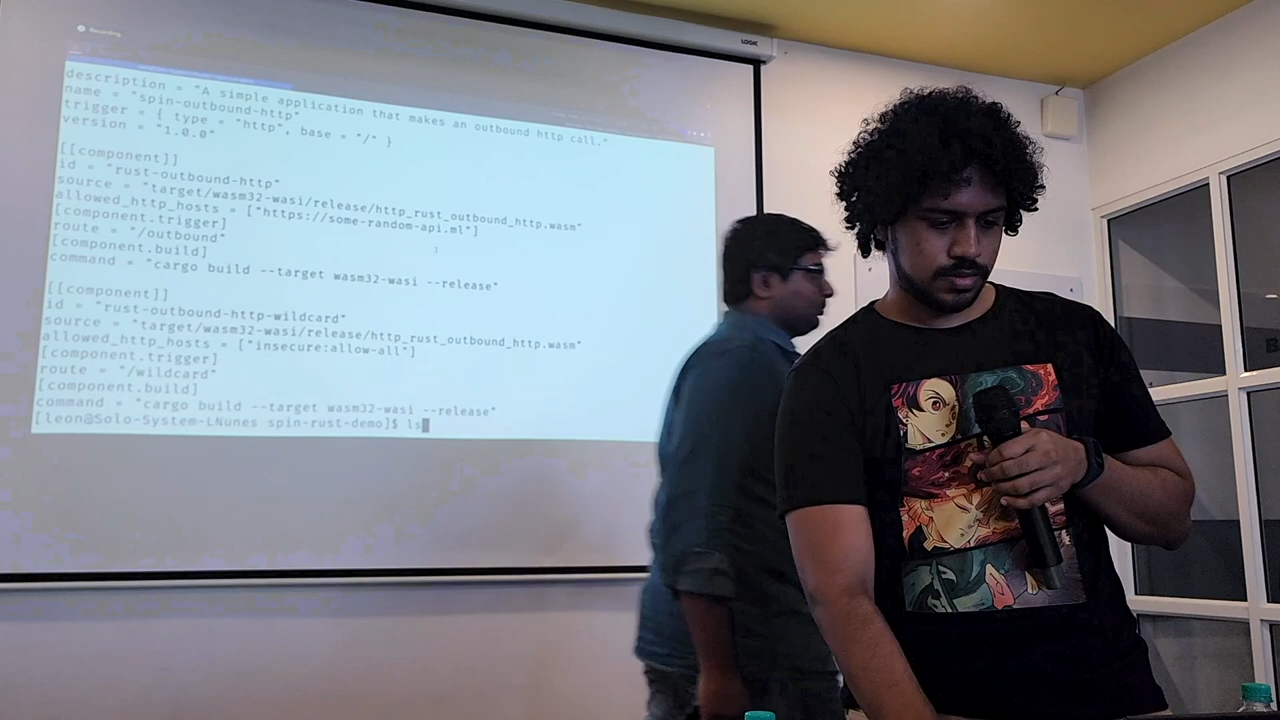 Recording
LOGIC
description = "A simple application that makes an outbound http call."
name = "spin-outbound-http"
trigger = { type = "http", base = "/" }
version = "1.0.0"
[[component]]
id = "rust-outbound-http"
source = "target/wasm32-wasi/release/http_rust_outbound_http.wasm"
allowed_http_hosts = ["https://some-random-api.ml"]
[component.trigger]
route = "/outbound"
[component.build]
command = "cargo build --target wasm32-wasi --release"
[[component]]
id = "rust-outbound-http-wildcard"
source = "target/wasm32-wasi/release/http_rust_outbound_http.wasm"
allowed_http_hosts = ["insecure:allow-all"]
[component.trigger]
route = "/wildcard"
[component.build]
command = "cargo build --target wasm32-wasi --release"
[leon@Solo-System-LNunes spin-rust-demo]$ ls